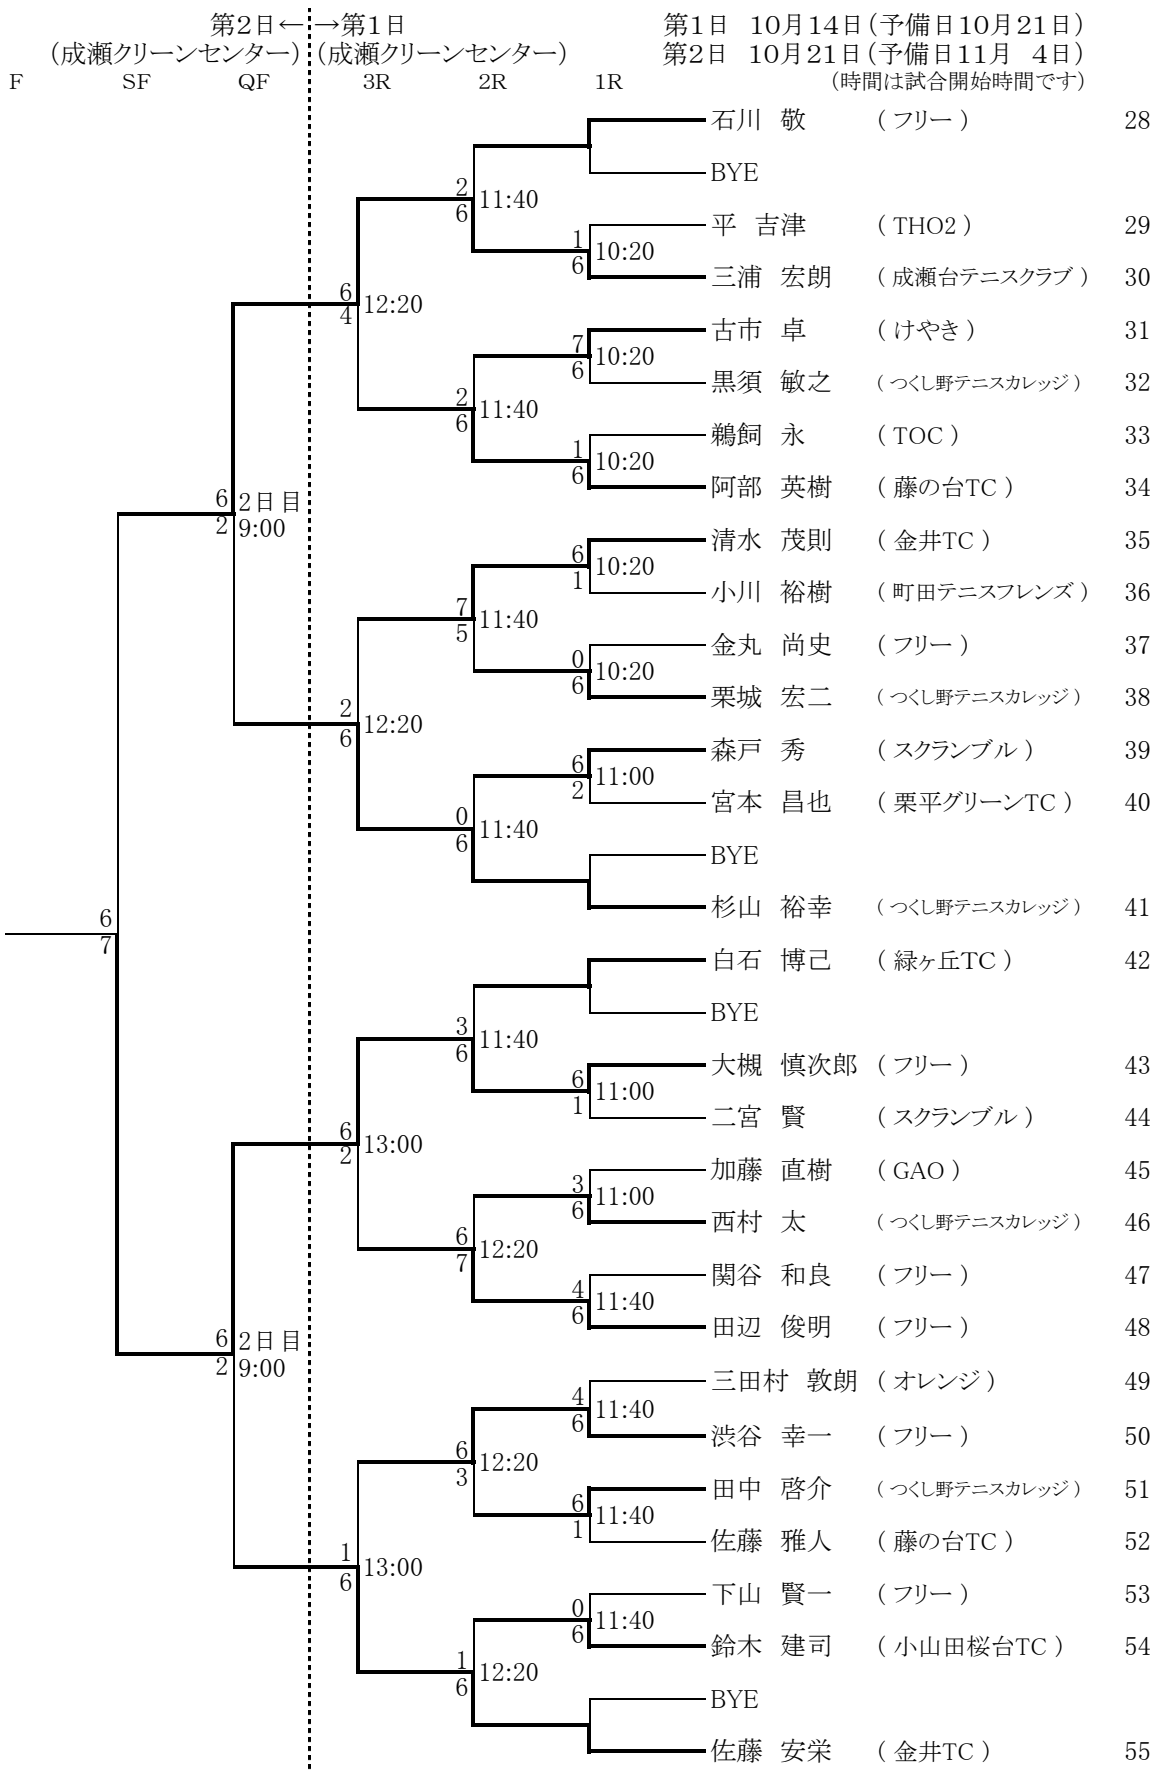 第2日← →第1日 第1日 10月14日(予備日10月21日)
(成瀬クリーンセンター) (成瀬クリーンセンター) 第2日 10月21日(予備日11月 4日)
F SF QF 3R 2R 1R (時間は試合開始時間です)
石川 敬 ( フリー ) 28
BYE
2
6 11:40
平 吉津 ( THO2 ) 29
1
6 10:20
三浦 宏朗 ( 成瀬台テニスクラブ ) 30
6
4 12:20
古市 卓 ( けやき ) 31
7
6 10:20
黒須 敏之 ( つくし野テニスカレッジ ) 32
2
6 11:40
鵜飼 永 ( TOC ) 33
1
6 10:20
阿部 英樹 ( 藤の台TC ) 34
6 2日目
2 9:00
清水 茂則 ( 金井TC ) 35
6
1 10:20
小川 裕樹 ( 町田テニスフレンズ ) 36
7
5 11:40
金丸 尚史 ( フリー ) 37
0
6 10:20
栗城 宏二 ( つくし野テニスカレッジ ) 38
2
6 12:20
森戸 秀 ( スクランブル ) 39
6
2 11:00
宮本 昌也 ( 栗平グリーンTC ) 40
0
6 11:40
BYE
杉山 裕幸 ( つくし野テニスカレッジ ) 41
6
7
白石 博己 ( 緑ヶ丘TC ) 42
BYE
3
6 11:40
大槻 慎次郎 ( フリー ) 43
6
1 11:00
二宮 賢 ( スクランブル ) 44
6
2 13:00
加藤 直樹 ( GAO ) 45
3
6 11:00
西村 太 ( つくし野テニスカレッジ ) 46
6
7 12:20
関谷 和良 ( フリー ) 47
4
6 11:40
田辺 俊明 ( フリー ) 48
6 2日目
2 9:00
三田村 敦朗 ( オレンジ ) 49
4
6 11:40
渋谷 幸一 ( フリー ) 50
6
3 12:20
田中 啓介 ( つくし野テニスカレッジ ) 51
6
1 11:40
佐藤 雅人 ( 藤の台TC ) 52
1
6 13:00
下山 賢一 ( フリー ) 53
0
6 11:40
鈴木 建司 ( 小山田桜台TC ) 54
1
6 12:20
BYE
佐藤 安栄 ( 金井TC ) 55